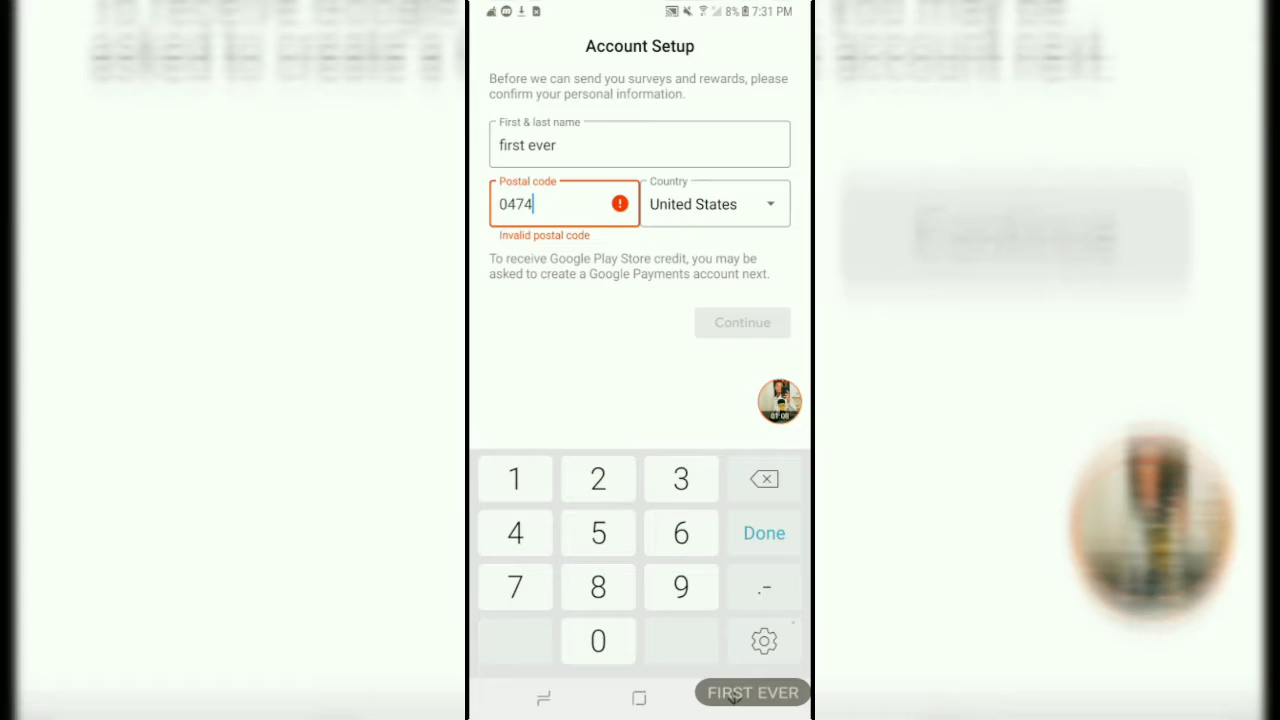 8% 7:31 PM
Account Setup
Before we can send you surveys and rewards, please
confirm your personal information.
First & last name
first ever
Postal code
Country
0474
United States
Invalid postal code
To receive Google Play Store credit, you may be
asked to create a Google Payments account next.
Continue
01:08
1 2 3
4 5 6 Done
7 8 9 .-
0
FIRST EVER